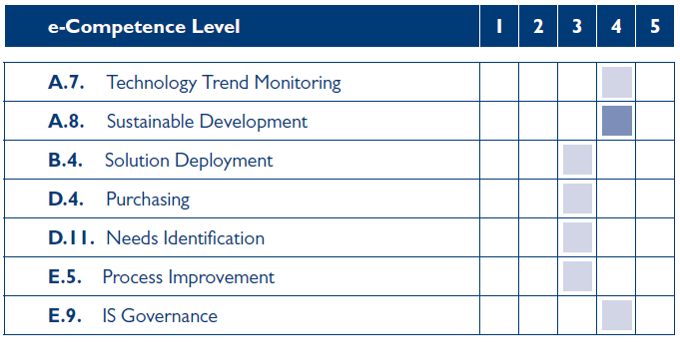 e-Competence Level 1 2 3 4 5
A.7. Technology Trend Monitoring
A.8. Sustainable Development
B.4. Solution Deployment
D.4. Purchasing
D.11. Needs Identification
E.5. Process Improvement
E.9. IS Governance